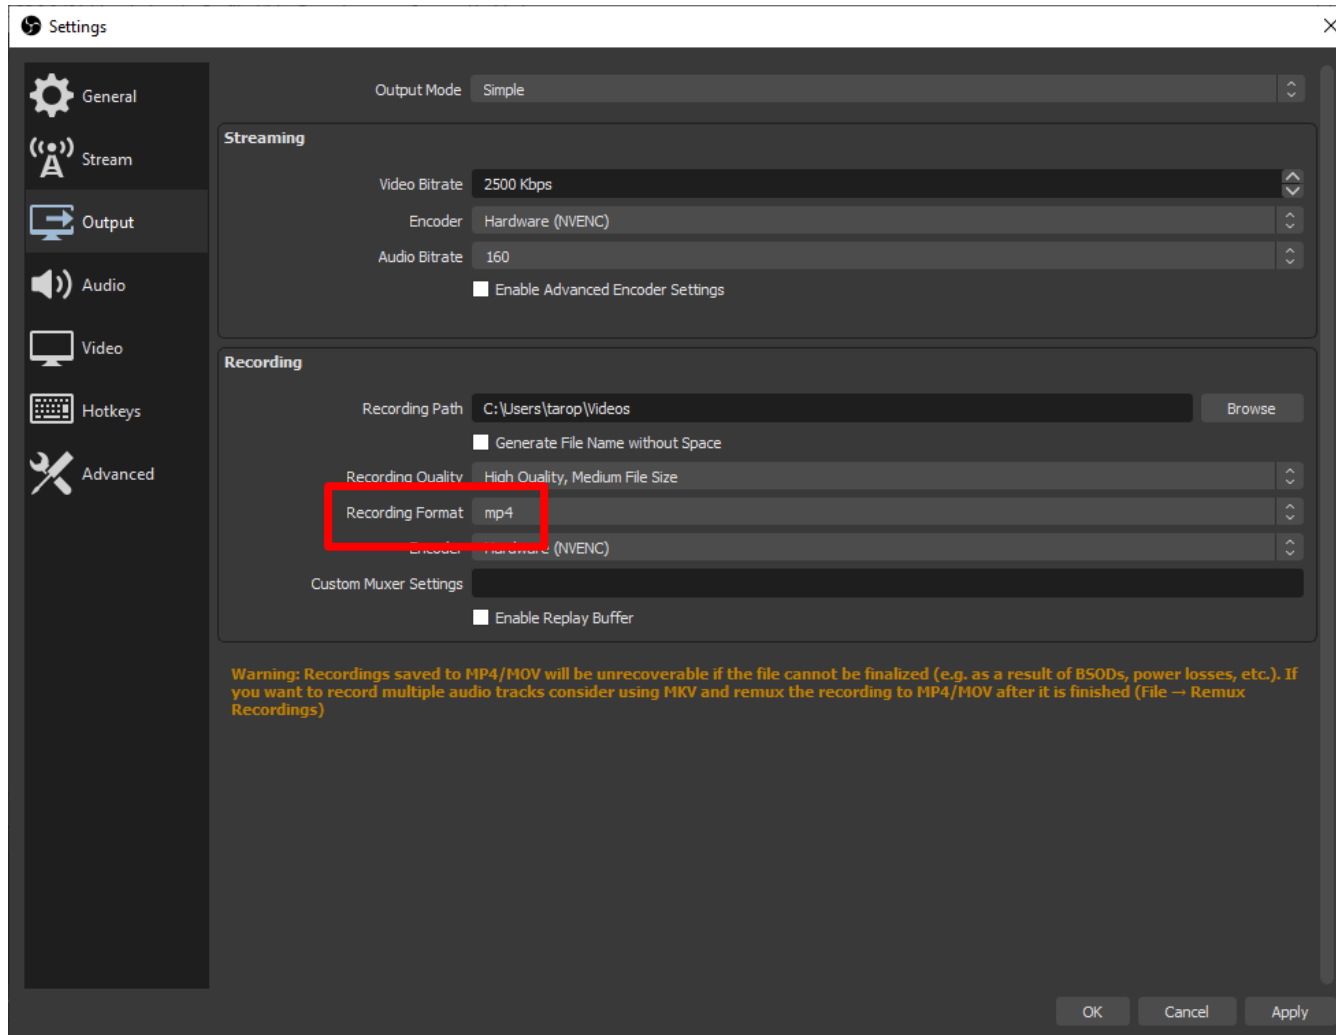 Settings
General
Stream
Output
Audio
Video
Hotkeys
Advanced
Output Mode Simple
Streaming
Video Bitrate 2500 Kbps
Encoder Hardware (NVENC)
Audio Bitrate 160
Enable Advanced Encoder Settings
Recording
Recording Path C:\Users\tarop\Videos Browse
Generate File Name without Space
Recording Quality High Quality, Medium File Size
Recording Format mp4
Encoder Hardware (NVENC)
Custom Muxer Settings
Enable Replay Buffer
Warning: Recordings saved to MP4/MOV will be unrecoverable if the file cannot be finalized (e.g. as a result of BSODs, power losses, etc.). If
you want to record multiple audio tracks consider using MKV and remux the recording to MP4/MOV after it is finished (File → Remux
Recordings)
OK Cancel Apply